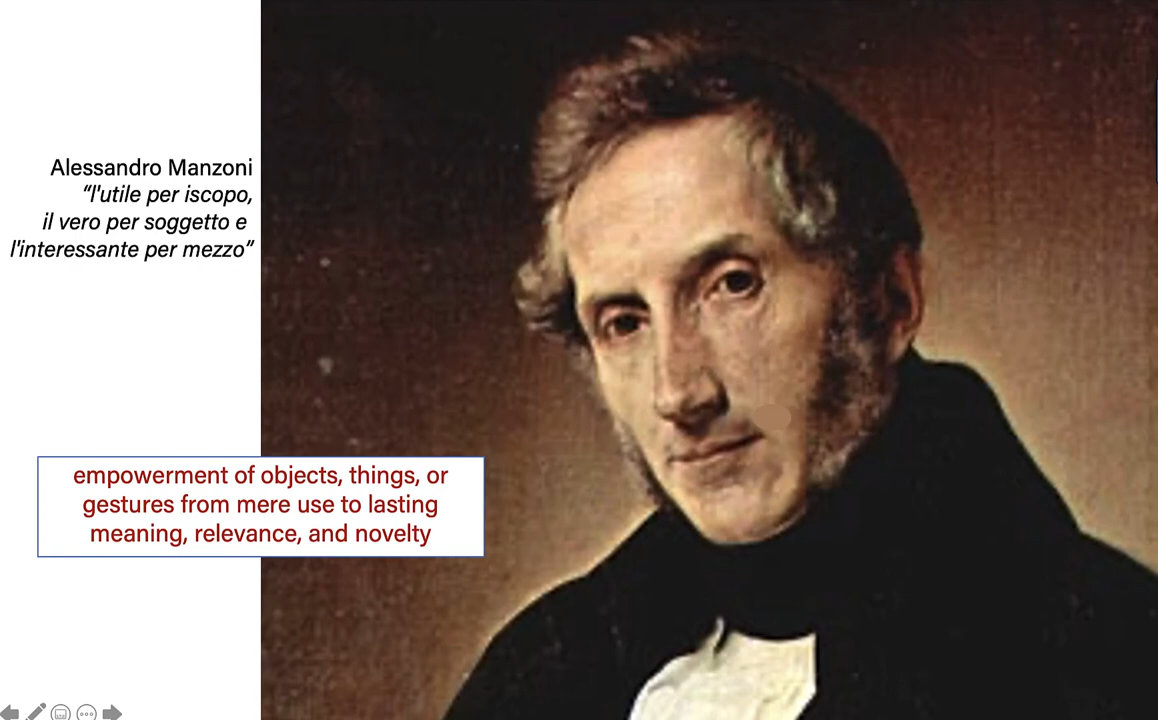 Alessandro Manzoni
“l'utile per iscopo,
il vero per soggetto e
l'interessante per mezzo”
empowerment of objects, things, or
gestures from mere use to lasting
meaning, relevance, and novelty